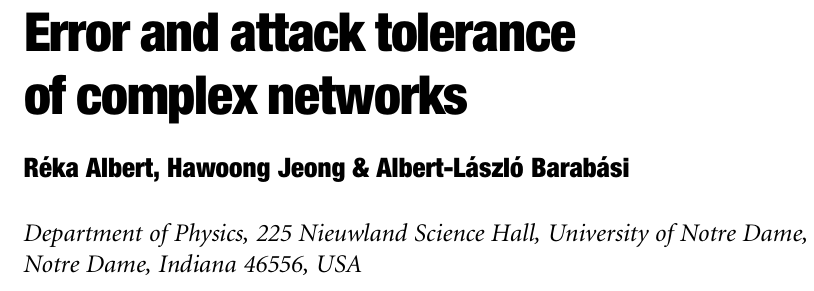 Error and attack tolerance
of complex networks
Réka Albert, Hawoong Jeong & Albert-László Barabási
Department of Physics, 225 Nieuwland Science Hall, University of Notre Dame,
Notre Dame, Indiana 46556, USA